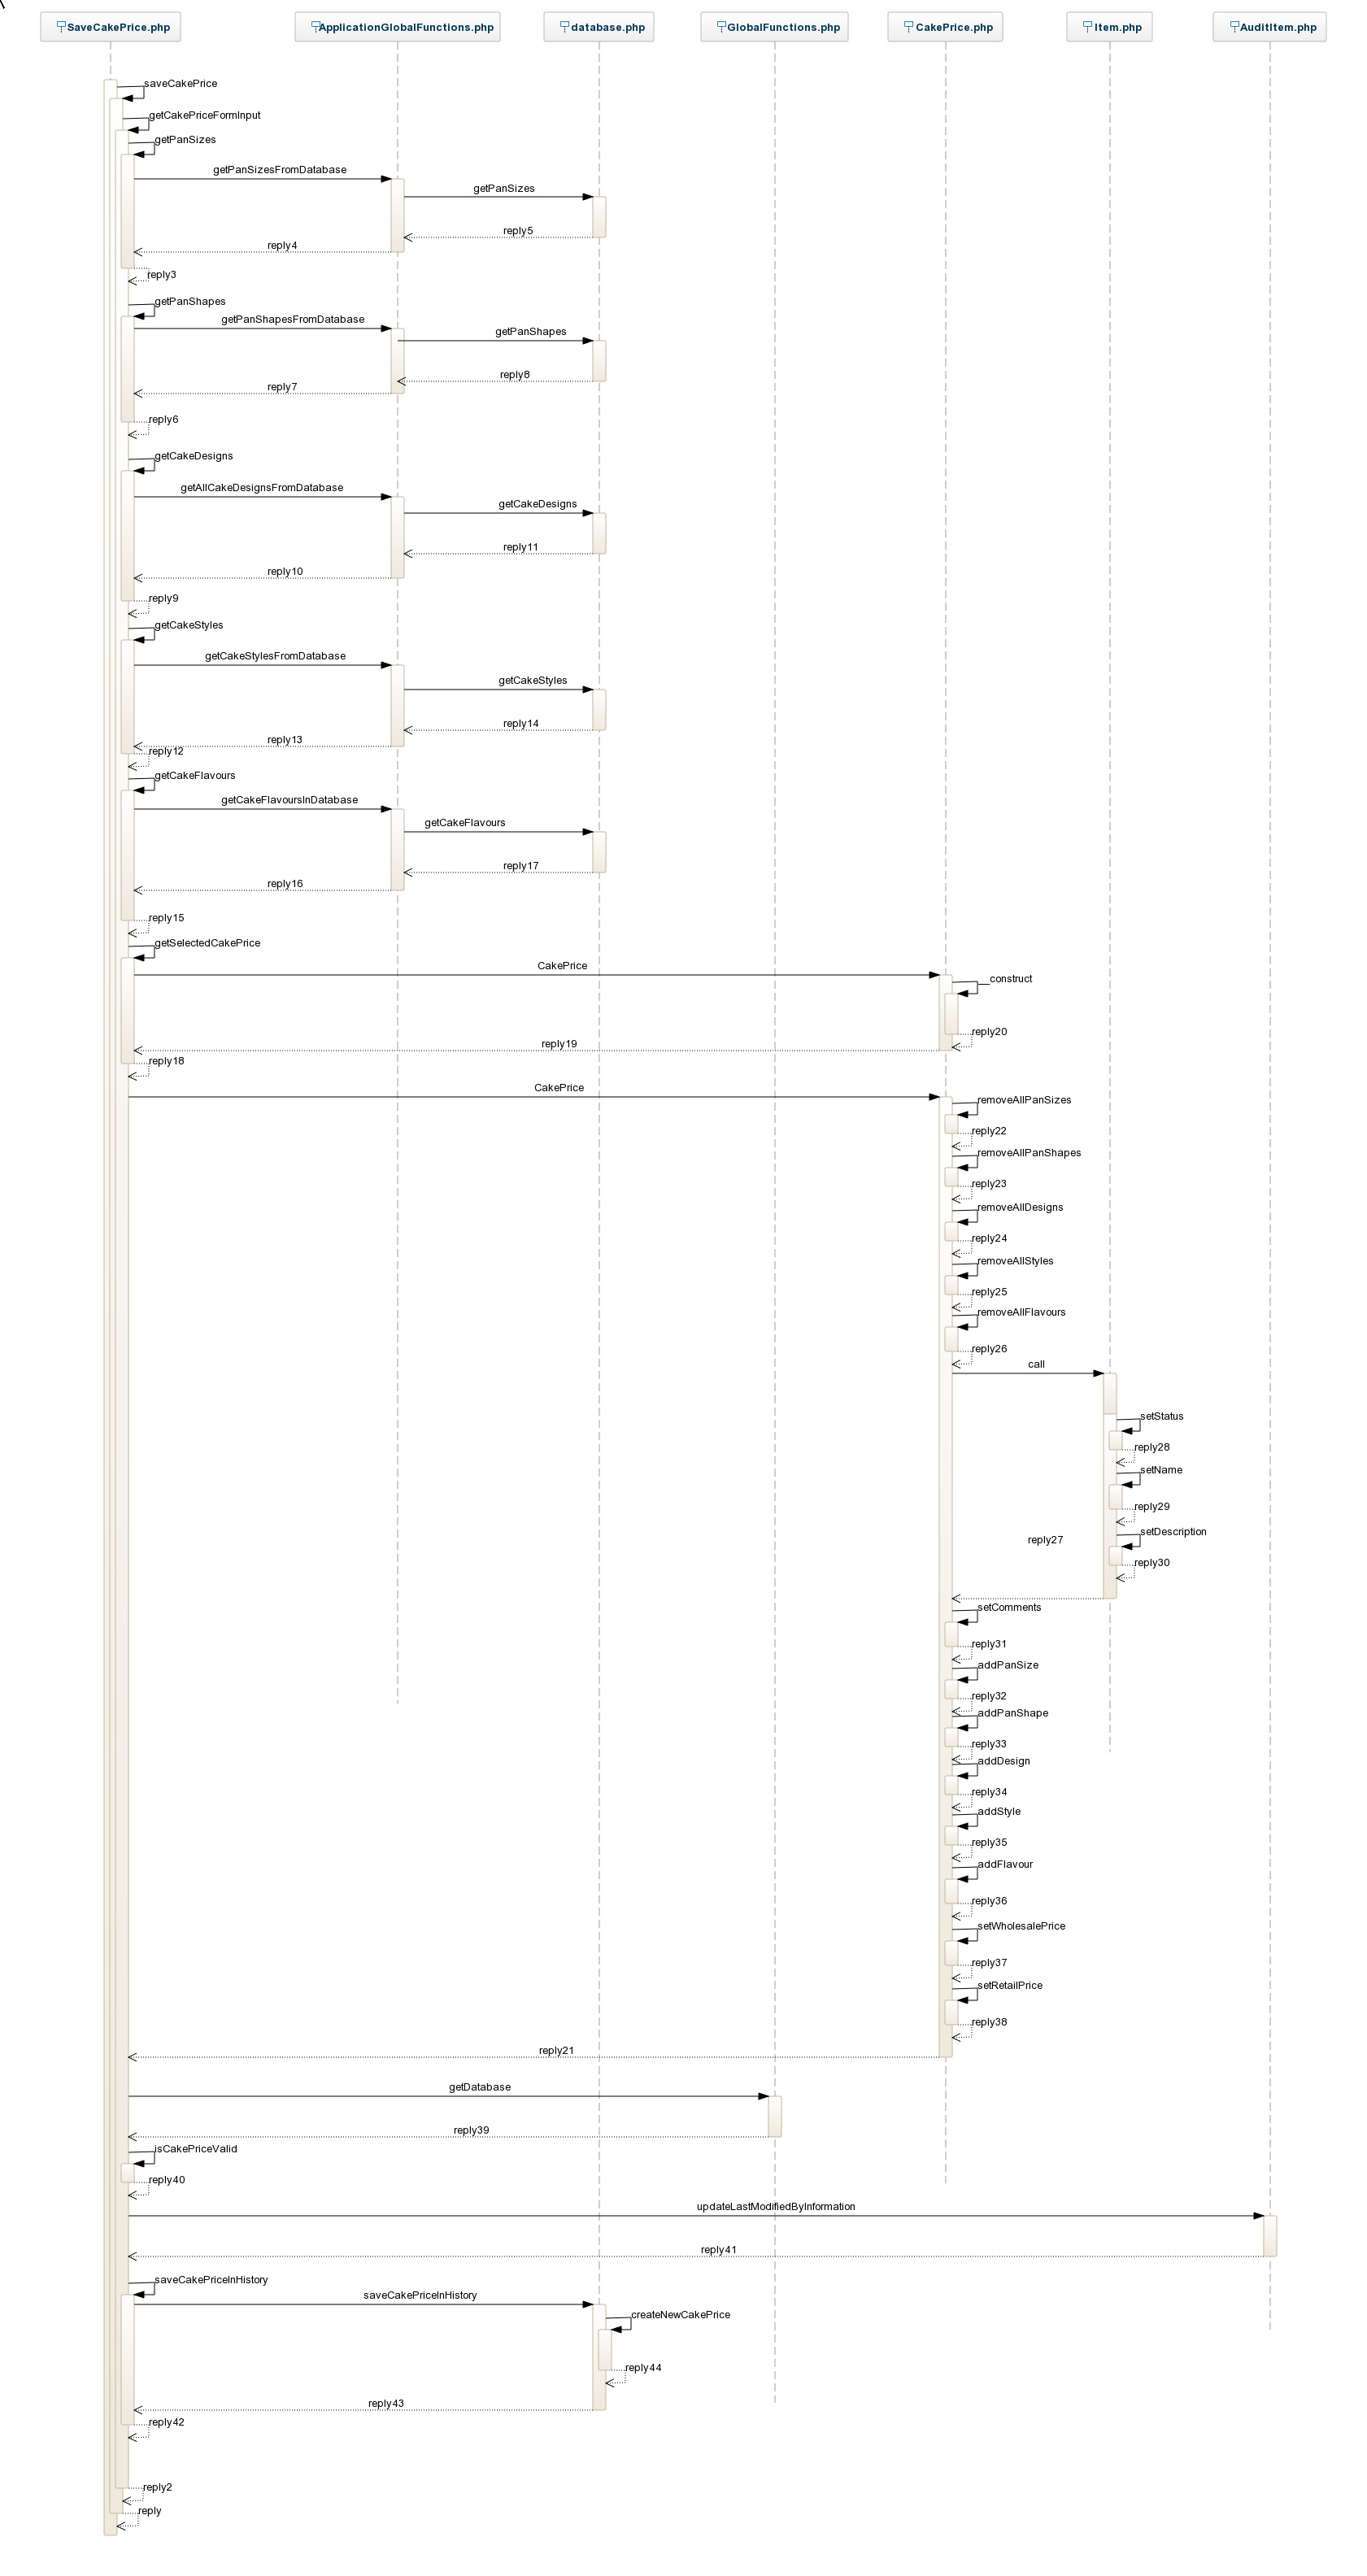 SaveCakePrice.php
ApplicationGlobalFunctions.php
database.php
GlobalFunctions.php
CakePrice.php
Item.php
AuditItem.php
saveCakePrice
getCakePriceFormInput
getPanSizes
getPanSizesFromDatabase
getPanSizes
reply5
reply4
reply3
getPanShapes
getPanShapesFromDatabase
getPanShapes
reply8
reply7
reply6
getCakeDesigns
getAllCakeDesignsFromDatabase
getCakeDesigns
reply11
reply10
reply9
getCakeStyles
getCakeStylesFromDatabase
getCakeStyles
reply14
reply13
reply12
getCakeFlavours
getCakeFlavoursInDatabase
getCakeFlavours
reply17
reply16
reply15
getSelectedCakePrice
CakePrice
construct
reply20
reply19
reply18
CakePrice
removeAllPanSizes
reply22
removeAllPanShapes
reply23
removeAllDesigns
reply24
removeAllStyles
reply25
removeAllFlavours
reply26
call
setStatus
reply28
setName
reply29
setDescription
reply27
reply30
setComments
reply31
addPanSize
reply32
addPanShape
reply33
addDesign
reply34
addStyle
reply35
addFlavour
reply36
setWholesalePrice
reply37
setRetailPrice
reply38
reply21
getDatabase
reply39
isCakePriceValid
reply40
updateLastModifiedByInformation
reply41
saveCakePriceInHistory
saveCakePriceInHistory
createNewCakePrice
reply44
reply43
reply42
reply2
reply